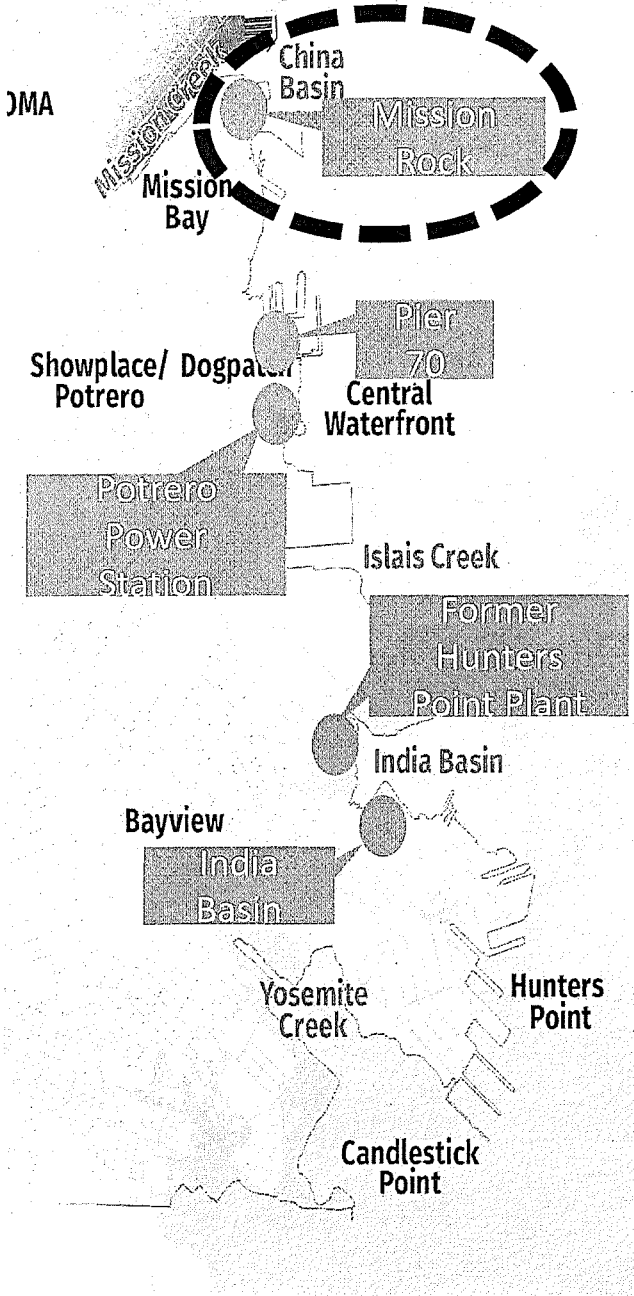 China
Basin
OMA
Mission Creek
Mission
Rock
Mission
Bay
Pier
70
Showplace/ Dogpatch
Potrero
Central
Waterfront
Potrero
Power
Station
Islais Creek
Former
Hunters
Point Plant
India Basin
Bayview
India
Basin
Yosemite
Creek
Hunters
Point
Candlestick
Point